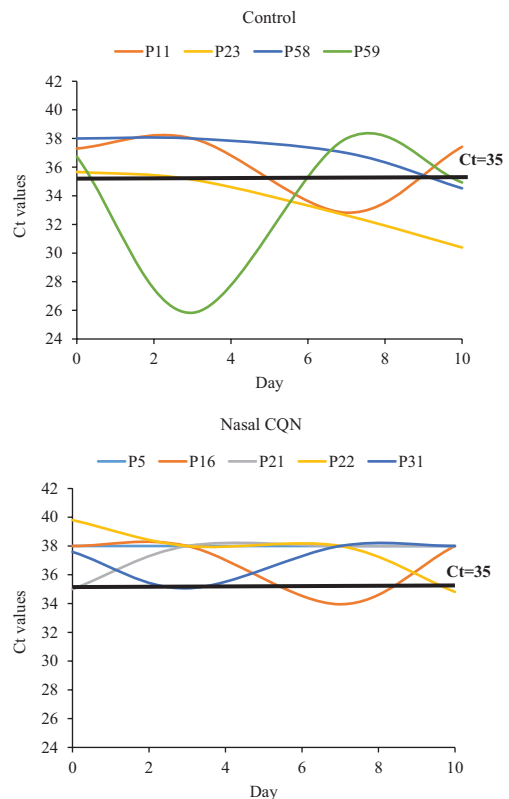 Control
P11 P23 P58 P59
42
40
38
36
34
32
30
28
26
24
Ct values
Ct=35
0 2 4 6 8 10
Day
Nasal CQN
P5 P16 P21 P22 P31
42
40
38
36
34
32
30
28
26
24
Ct values
Ct=35
0 2 4 6 8 10
Day